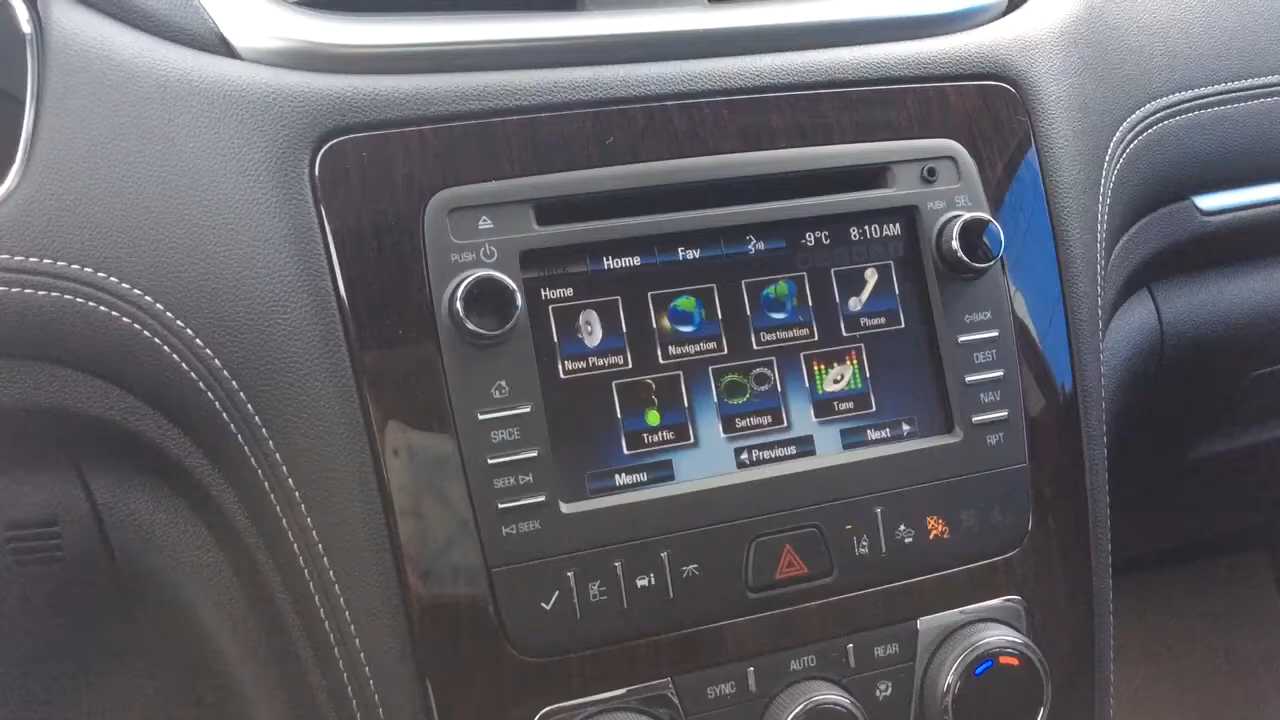 PUSH SEL
PUSH
Home Fav -9°C 8:10 AM
Home
Now Playing Navigation Destination Phone
Traffic Settings Tone
Menu Previous Next
BACK
DEST
NAV
RPT
SRCE
SEEK
SEEK
2
SYNC AUTO REAR